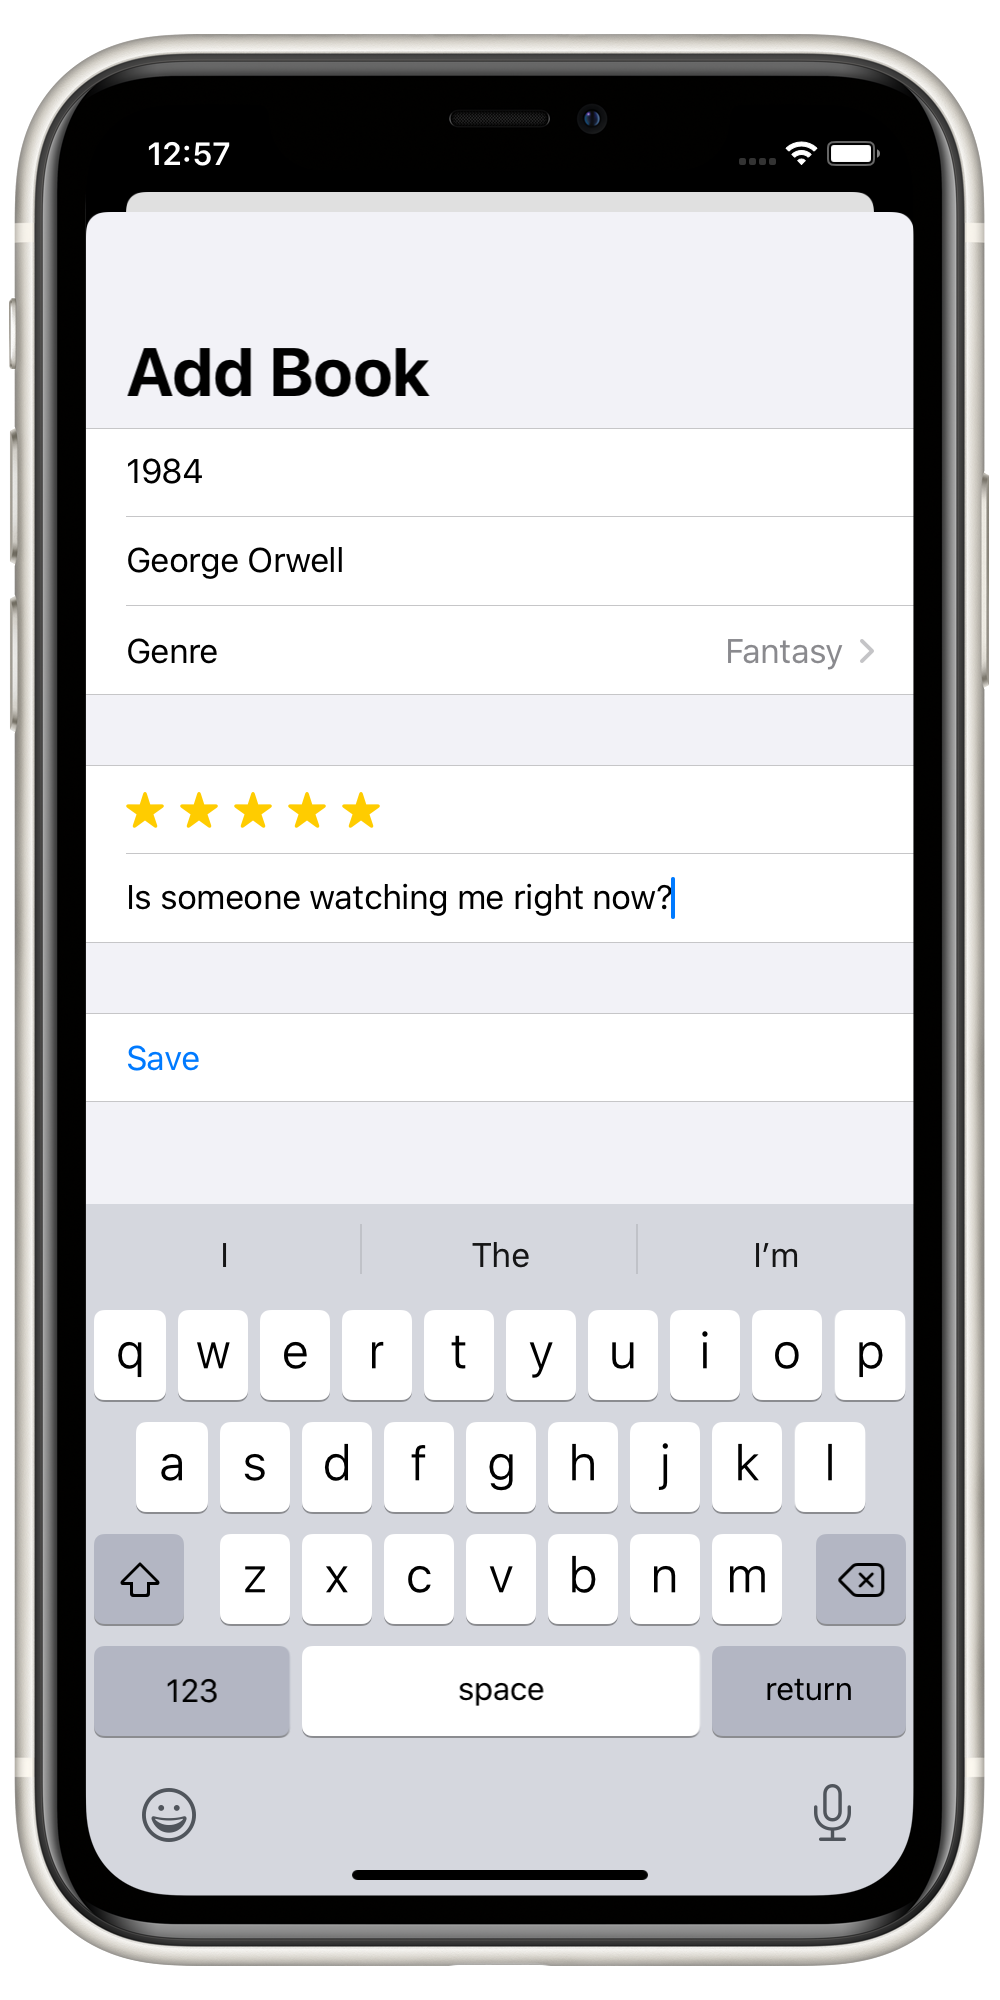 12:57
Add Book
1984
George Orwell
Genre Fantasy
Is someone watching me right now?
Save
I The I’m
q w e r t y u i o p
a s d f g h j k l
z x c v b n m
123 space return